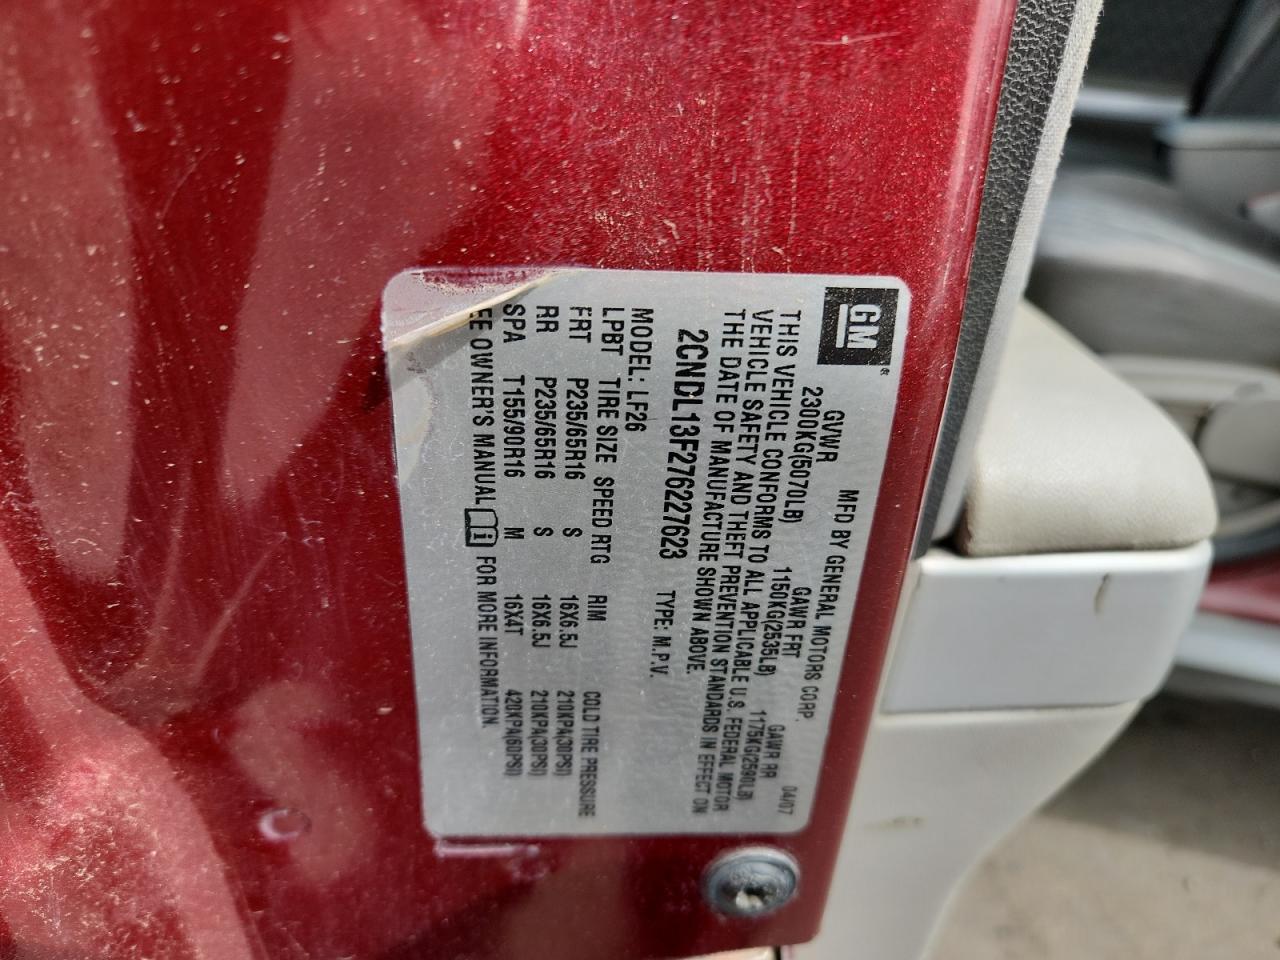 GM
MFD BY GENERAL MOTORS CORP. 04/07
GVWR GAWR FRT GAWR RR
2300KG(5070LB) 1150KG(2535LB) 1175KG(2590LB)
THIS VEHICLE CONFORMS TO ALL APPLICABLE U.S. FEDERAL MOTOR
VEHICLE SAFETY AND THEFT PREVENTION STANDARDS IN EFFECT ON
THE DATE OF MANUFACTURE SHOWN ABOVE.
2CNDL13F276227623 TYPE: M.P.V.
MODEL: LF26
LPBT TIRE SIZE SPEED RTG RIM COLD TIRE PRESSURE
FRT P235/65R16 S 16X6.5J 210KPA(30PSI)
RR P235/65R16 S 16X6.5J 210KPA(30PSI)
SPA T155/90R16 M 16X4T 420KPA(60PSI)
EE OWNER'S MANUAL i FOR MORE INFORMATION.